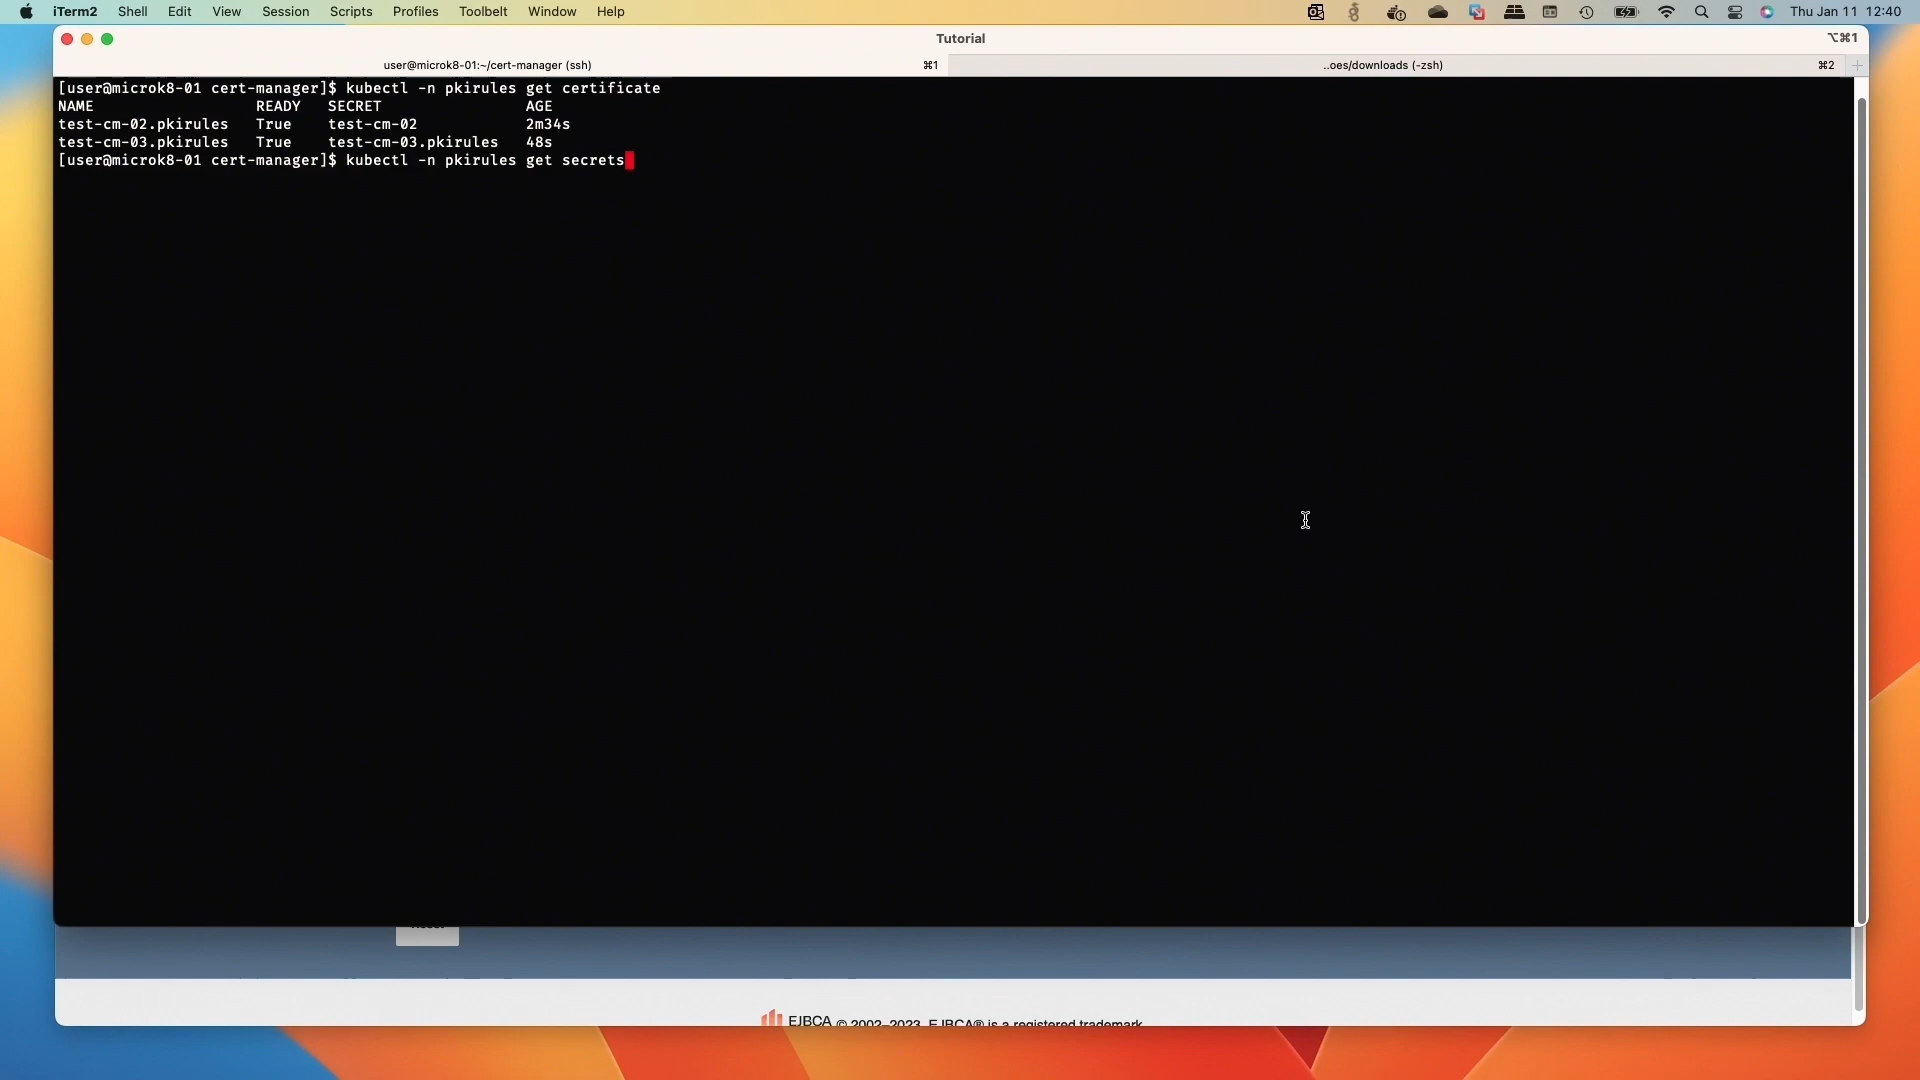 iTerm2 Shell Edit View Session Scripts Profiles Toolbelt Window Help Thu Jan 11 12:40
Tutorial ⌥⌘1
user@microk8-01:~/cert-manager (ssh) ⌘1 ..oes/downloads (-zsh) ⌘2
[user@microk8-01 cert-manager]$ kubectl -n pkirules get certificate
NAME READY SECRET AGE
test-cm-02.pkirules True test-cm-02 2m34s
test-cm-03.pkirules True test-cm-03.pkirules 48s
[user@microk8-01 cert-manager]$ kubectl -n pkirules get secrets
EJBCA © 2002–2023. EJBCA® is a registered trademark